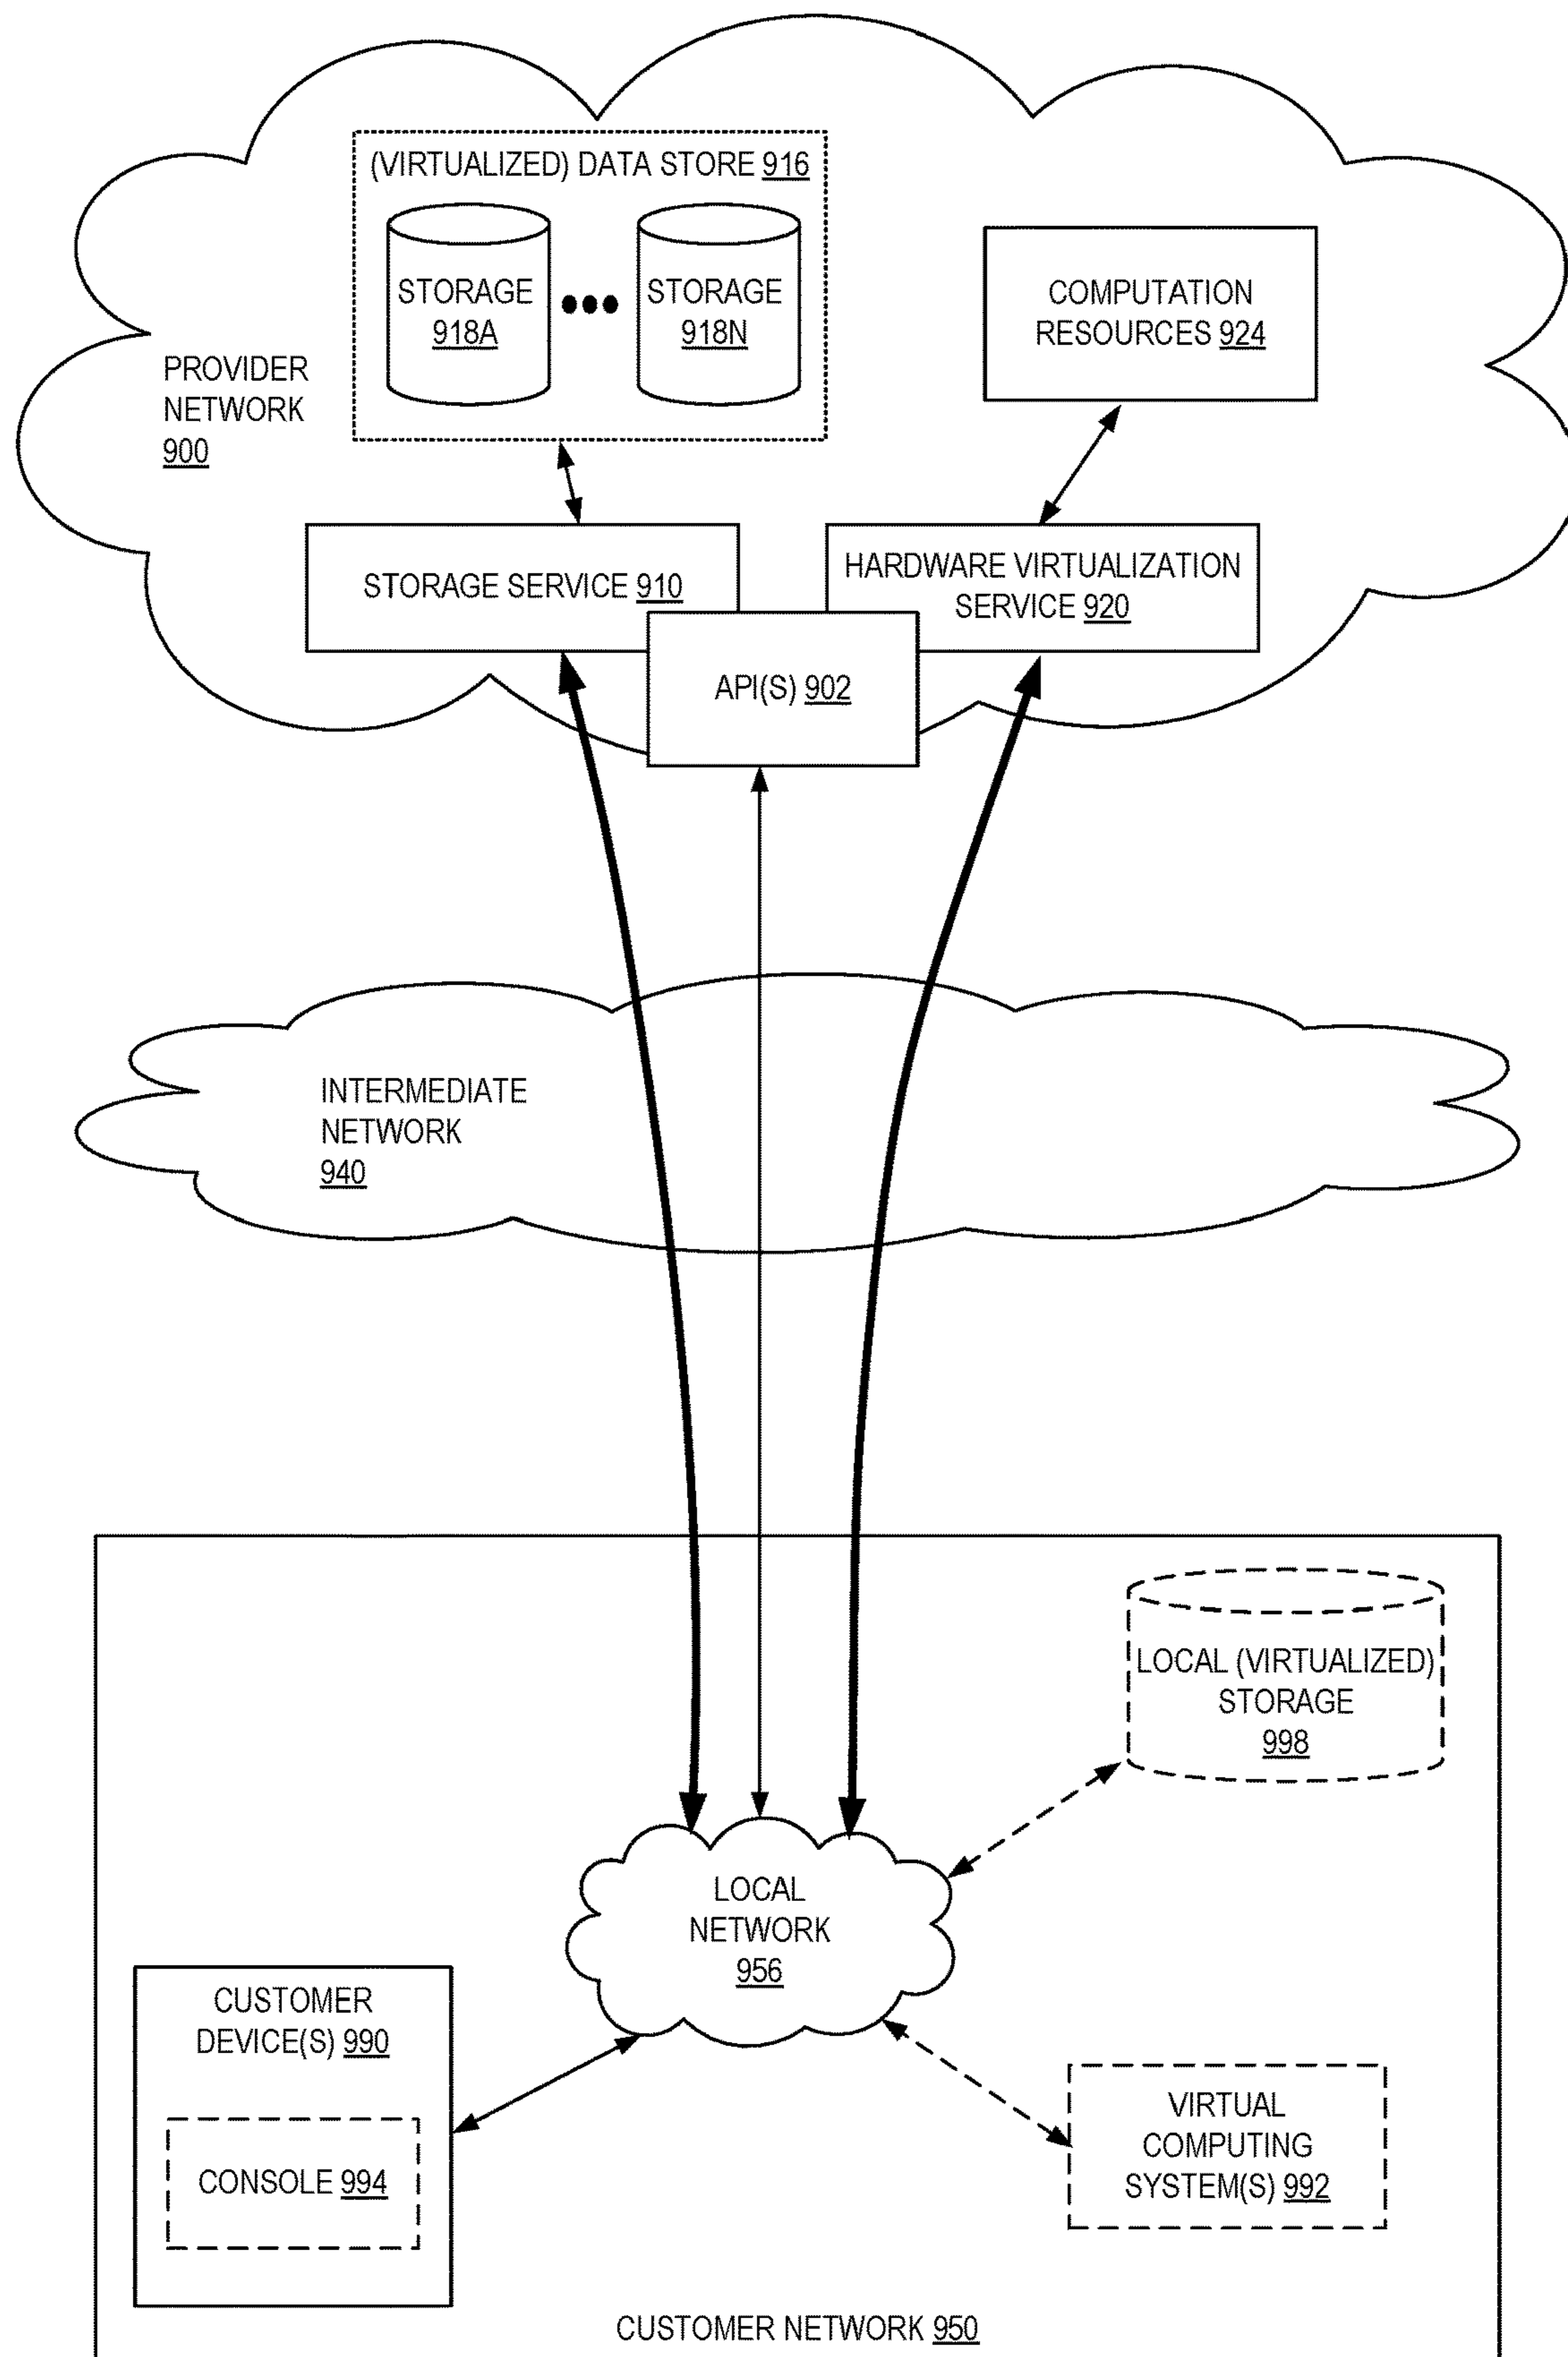 (VIRTUALIZED) DATA STORE 916
STORAGE
918A
STORAGE
918N
COMPUTATION
RESOURCES 924
PROVIDER
NETWORK
900
STORAGE SERVICE 910
HARDWARE VIRTUALIZATION
SERVICE 920
API(S) 902
INTERMEDIATE
NETWORK
940
LOCAL (VIRTUALIZED)
STORAGE
998
LOCAL
NETWORK
956
CUSTOMER
DEVICE(S) 990
CONSOLE 994
VIRTUAL
COMPUTING
SYSTEM(S) 992
CUSTOMER NETWORK 950